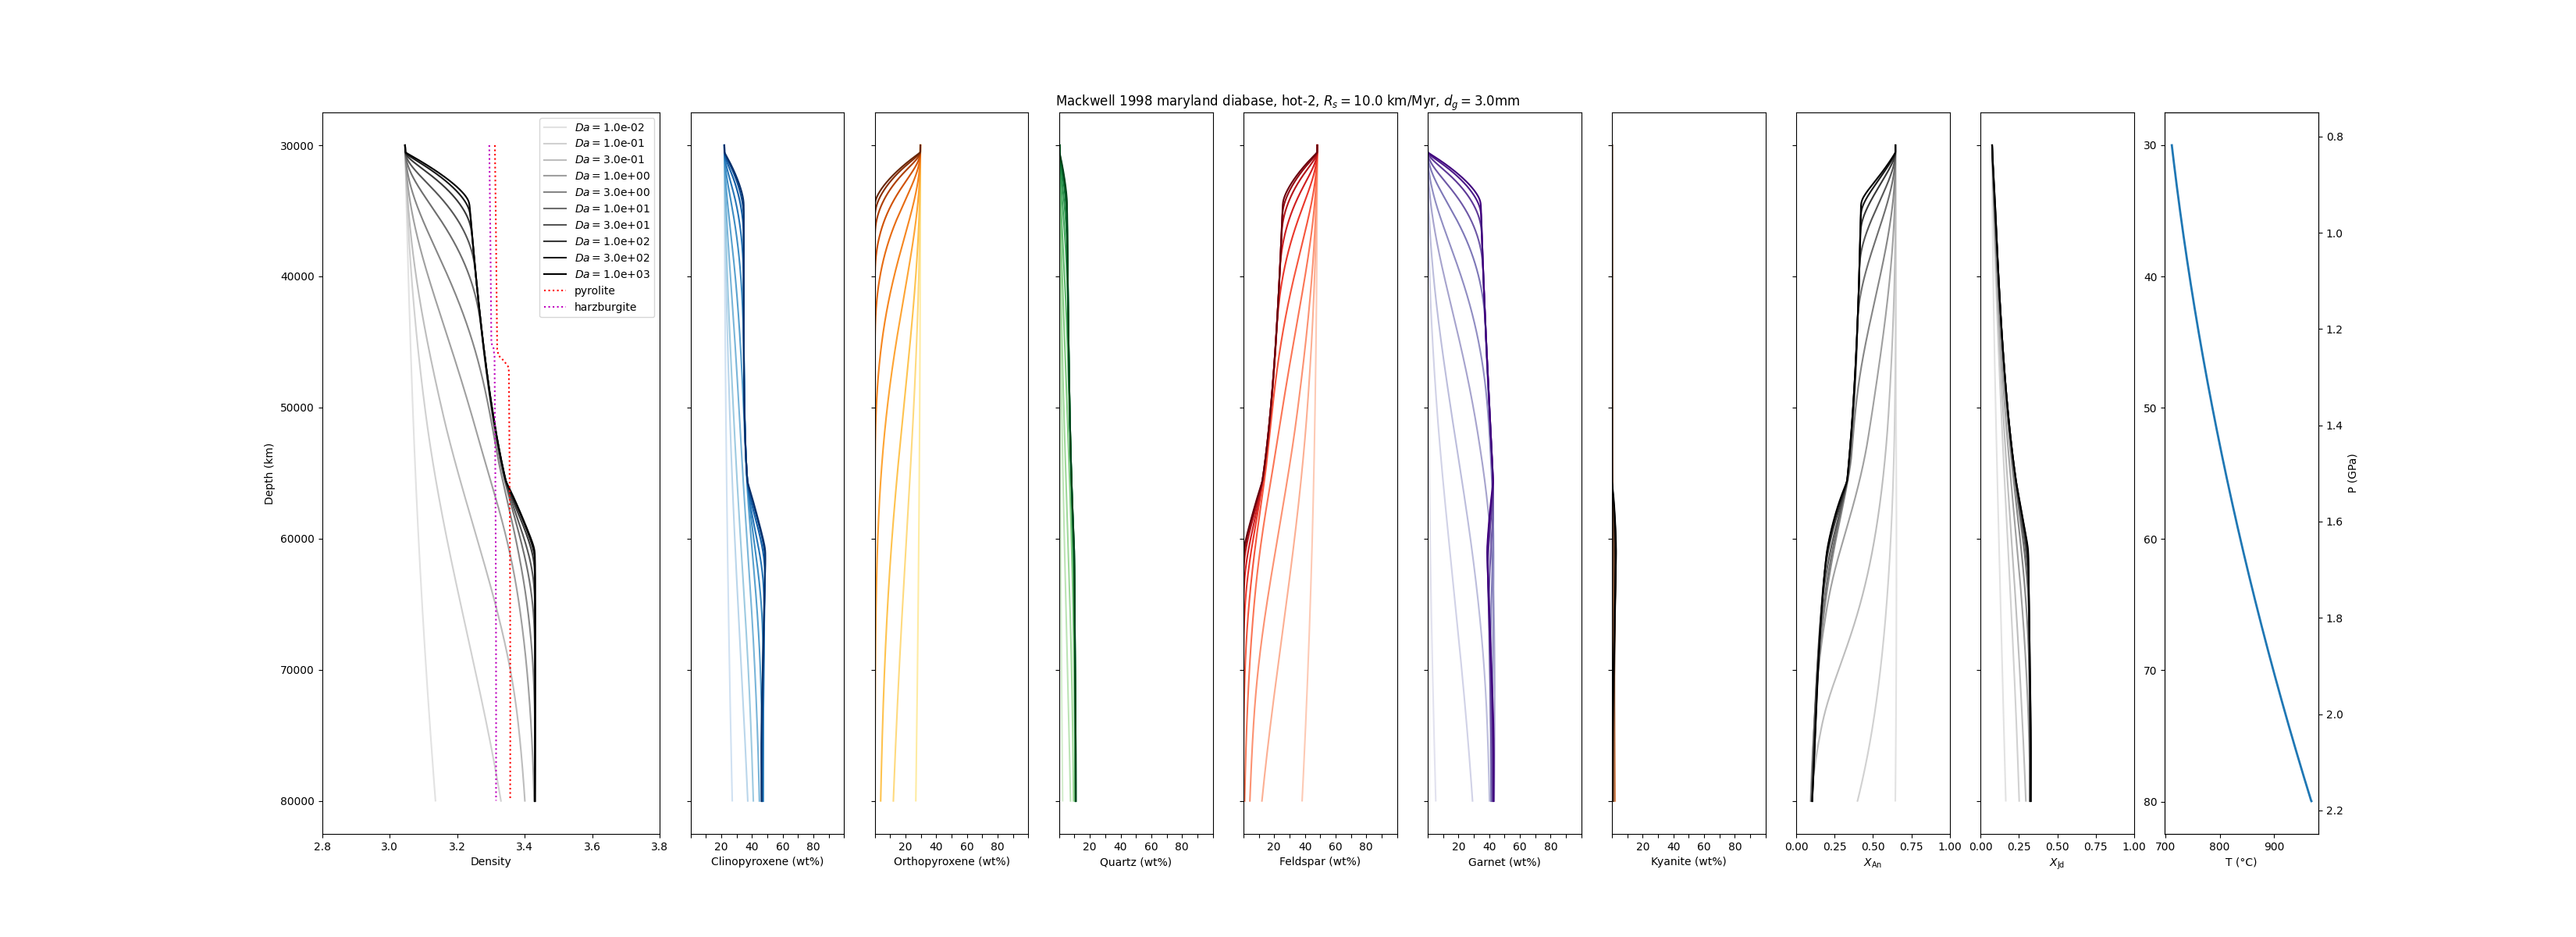 Mackwell 1998 maryland diabase, hot-2, R_s = 10.0 km/Myr, d_g = 3.0mm
Da = 1.0e-02
Da = 1.0e-01
Da = 3.0e-01
Da = 1.0e+00
Da = 3.0e+00
Da = 1.0e+01
Da = 3.0e+01
Da = 1.0e+02
Da = 3.0e+02
Da = 1.0e+03
pyrolite
harzburgite
Depth (km)
30000
40000
50000
60000
70000
80000
2.8 3.0 3.2 3.4 3.6 3.8
Density
20 40 60 80
Clinopyroxene (wt%)
20 40 60 80
Orthopyroxene (wt%)
20 40 60 80
Quartz (wt%)
20 40 60 80
Feldspar (wt%)
20 40 60 80
Garnet (wt%)
20 40 60 80
Kyanite (wt%)
0.00 0.25 0.50 0.75 1.00
X_An
0.00 0.25 0.50 0.75 1.00
X_Jd
30
40
50
60
70
80
700 800 900
T (°C)
0.8
1.0
1.2
1.4
1.6
1.8
2.0
2.2
P (GPa)